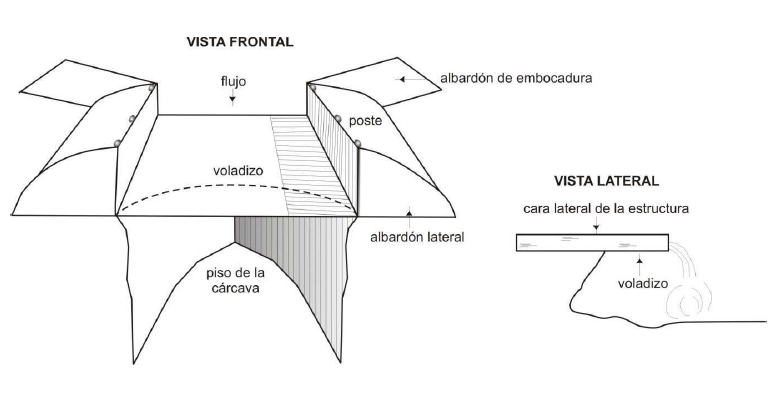 VISTA FRONTAL
flujo
albardón de embocadura
poste
voladizo
albardón lateral
piso de la
cárcava
VISTA LATERAL
cara lateral de la estructura
voladizo